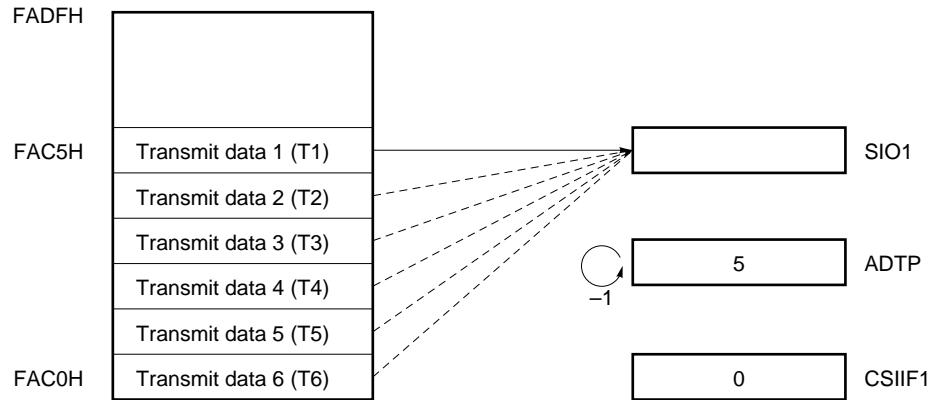 FADFH
FAC5H Transmit data 1 (T1) SIO1
Transmit data 2 (T2)
Transmit data 3 (T3) 5 ADTP
Transmit data 4 (T4) –1
Transmit data 5 (T5)
FAC0H Transmit data 6 (T6) 0 CSIIF1